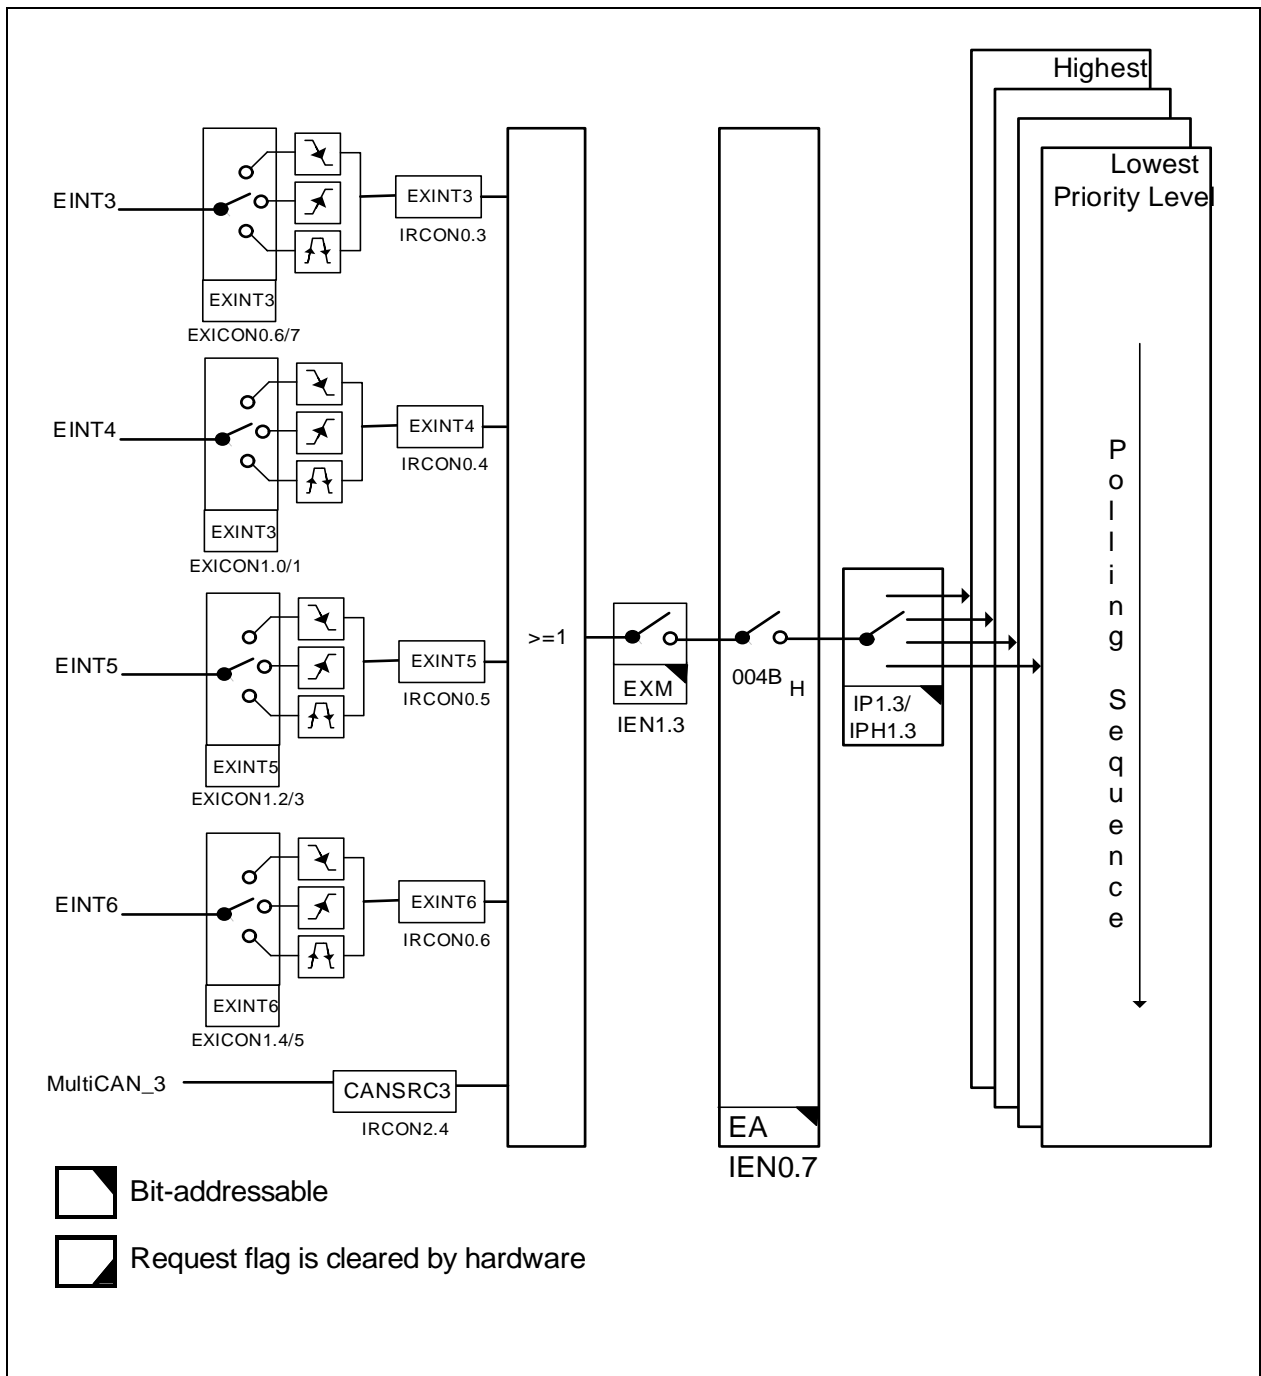 Highest
Lowest
Priority Level
EINT3
EXINT3
IRCON0.3
EXINT3
EXICON0.6/7
EINT4
EXINT4
IRCON0.4
EXINT3
EXICON1.0/1
EINT5
EXINT5
IRCON0.5
EXINT5
EXICON1.2/3
EINT6
EXINT6
IRCON0.6
EXINT6
EXICON1.4/5
MultiCAN_3
CANSRC3
IRCON2.4
>=1
EXM
IEN1.3
004B H
EA
IEN0.7
IP1.3/
IPH1.3
Polling Sequence
Bit-addressable
Request flag is cleared by hardware